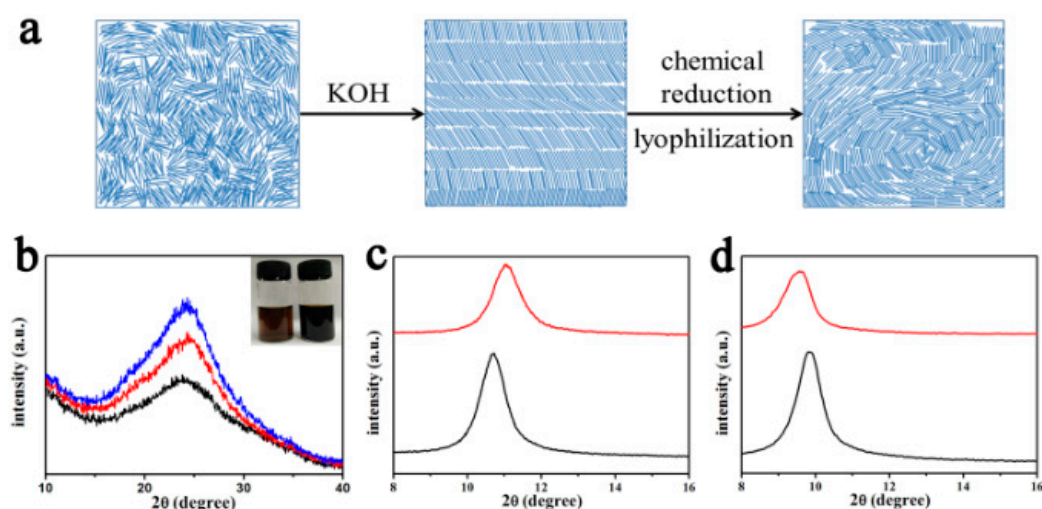 a
KOH
chemical
reduction
lyophilization
b
c
d
intensity (a.u.)
10 20 30 40
2θ (degree)
intensity (a.u.)
8 10 12 14 16
2θ (degree)
intensity (a.u.)
8 10 12 14 16
2θ (degree)